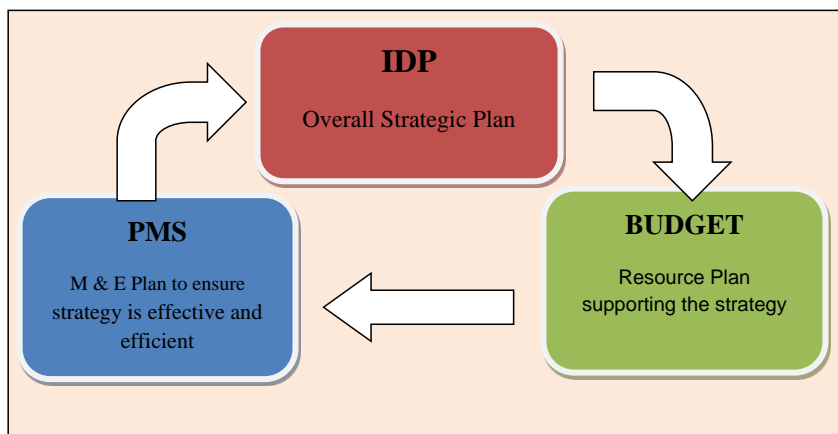 IDP
Overall Strategic Plan
PMS
M & E Plan to ensure
strategy is effective and
efficient
BUDGET
Resource Plan
supporting the strategy